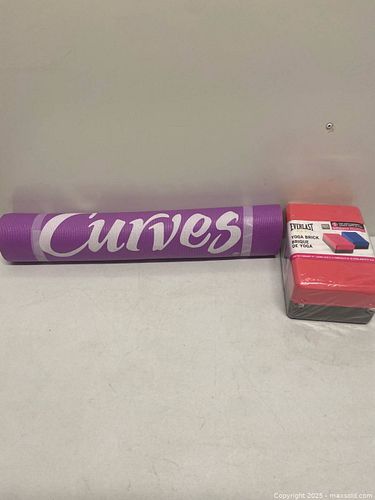 Curves
EVERLAST
YOGA BRICK
BRIQUE
DE YOGA
Copyright 2025 - maxsold.com